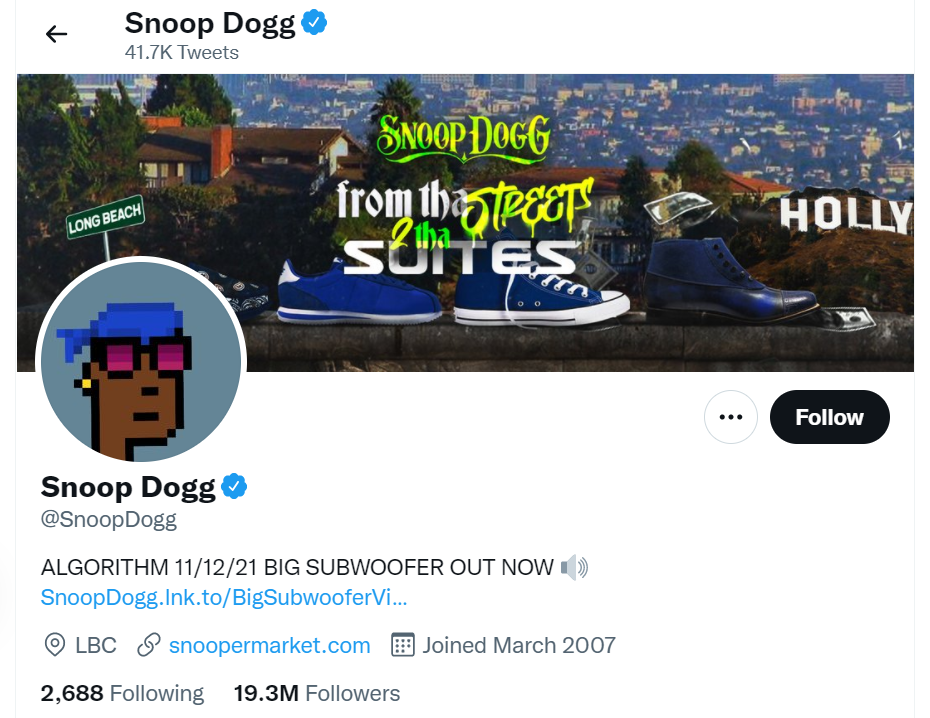 Snoop Dogg
41.7K Tweets
SNOOP DOGG
from tha STREETS
2 tha
SUITES
LONG BEACH
HOLLY
Snoop Dogg
@SnoopDogg
ALGORITHM 11/12/21 BIG SUBWOOFER OUT NOW 🔊
SnoopDogg.lnk.to/BigSubwooferVi...
LBC snoopermarket.com Joined March 2007
2,688 Following 19.3M Followers
Follow